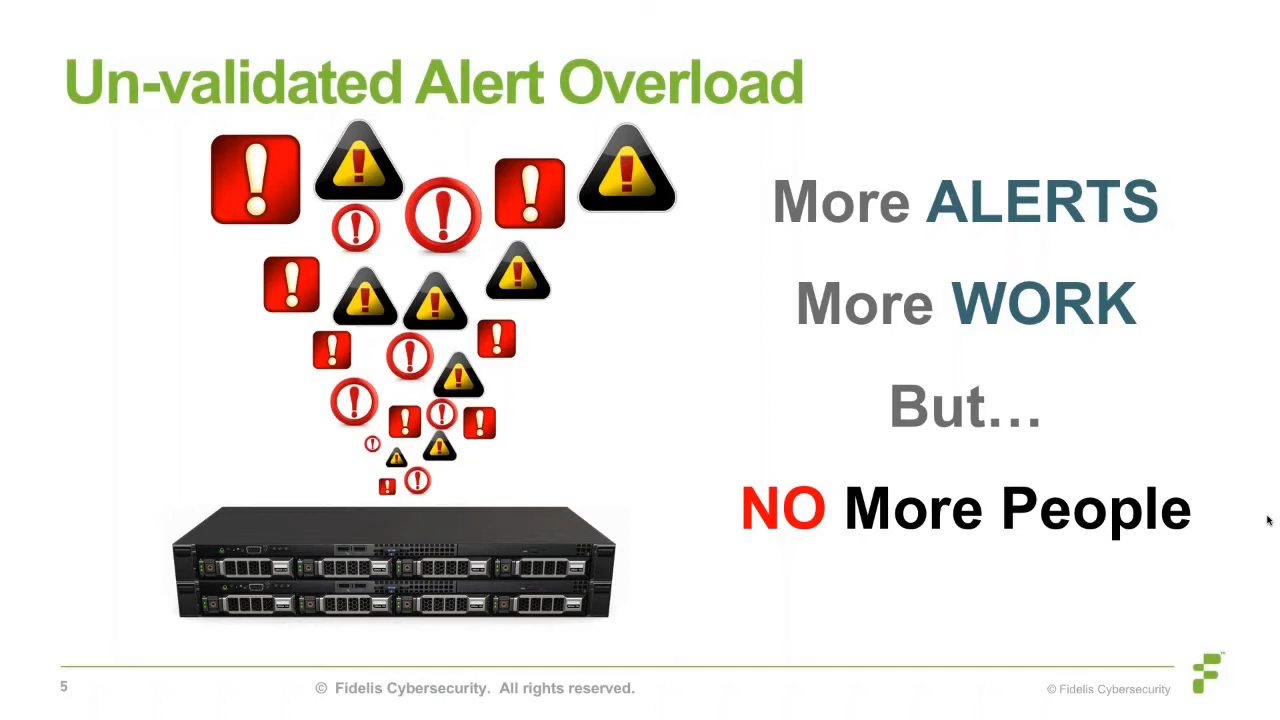 Un-validated Alert Overload
More ALERTS
More WORK
But…
NO More People
5
© Fidelis Cybersecurity. All rights reserved.
© Fidelis Cybersecurity